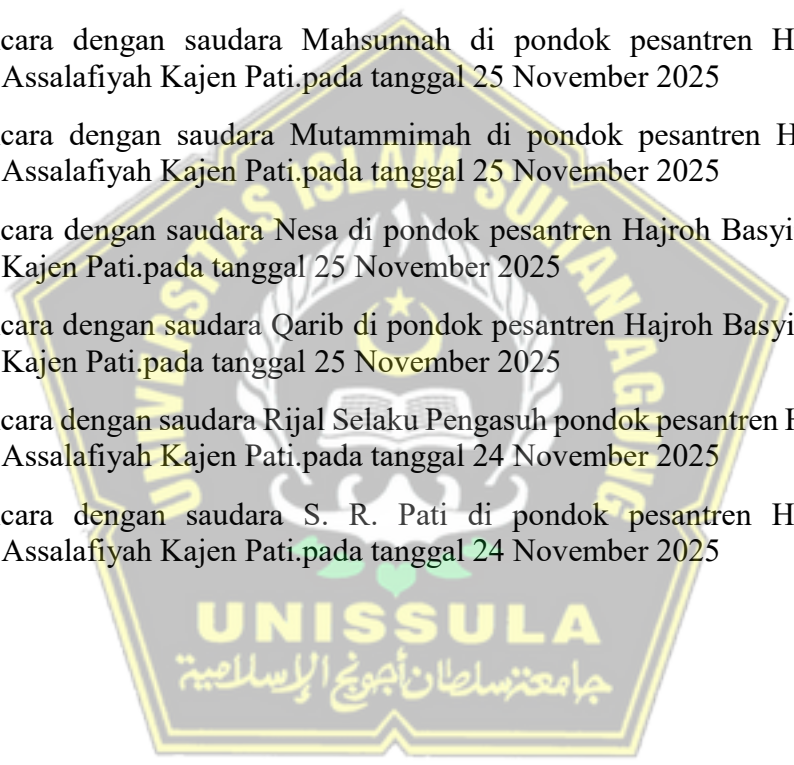 cara dengan saudara Mahsunnah di pondok pesantren H
Assalafiyah Kajen Pati.pada tanggal 25 November 2025
cara dengan saudara Mutammimah di pondok pesantren H
Assalafiyah Kajen Pati.pada tanggal 25 November 2025
cara dengan saudara Nesa di pondok pesantren Hajroh Basyi
Kajen Pati.pada tanggal 25 November 2025
cara dengan saudara Qarib di pondok pesantren Hajroh Basyi
Kajen Pati.pada tanggal 25 November 2025
cara dengan saudara Rijal Selaku Pengasuh pondok pesantren H
Assalafiyah Kajen Pati.pada tanggal 24 November 2025
cara dengan saudara S. R. Pati di pondok pesantren H
Assalafiyah Kajen Pati.pada tanggal 24 November 2025
UNIVERSITAS ISLAM SULTAN AGUNG
UNISSULA
جامعة سلطان أجونج الإسلامية